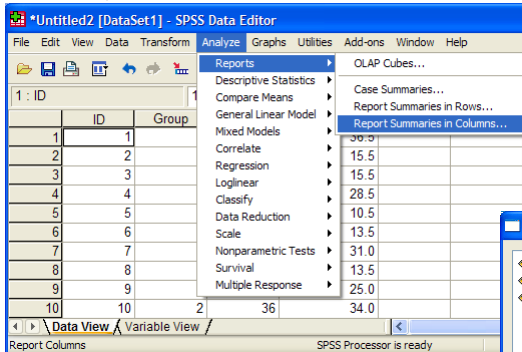 *Untitled2 [DataSet1] - SPSS Data Editor
File Edit View Data Transform Analyze Graphs Utilities Add-ons Window Help
Reports
Descriptive Statistics
Compare Means
General Linear Model
Mixed Models
Correlate
Regression
Loglinear
Classify
Data Reduction
Scale
Nonparametric Tests
Survival
Multiple Response
OLAP Cubes...
Case Summaries...
Report Summaries in Rows...
Report Summaries in Columns...
1 : ID 1
ID Group
1 1 36.5
2 2 15.5
3 3 15.5
4 4 28.5
5 5 10.5
6 6 13.5
7 7 31.0
8 8 13.5
9 9 25.0
10 10 2 36 34.0
Data View Variable View
Report Columns SPSS Processor is ready